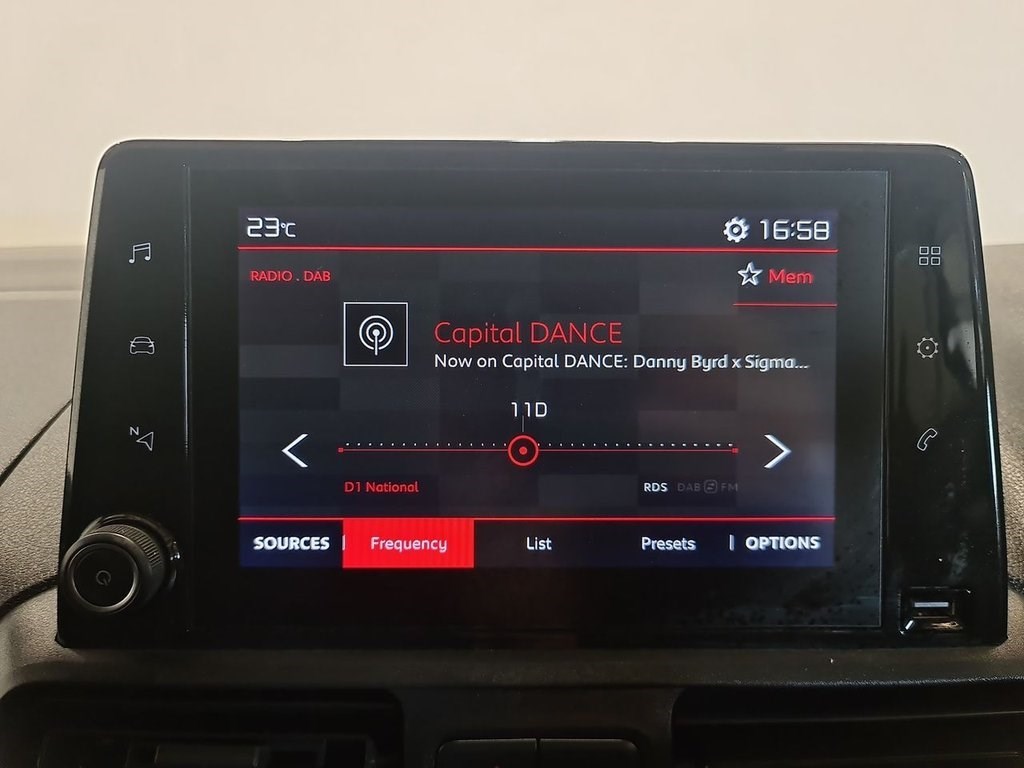 23°C 16:58
RADIO . DAB Mem
Capital DANCE
Now on Capital DANCE: Danny Byrd x Sigma...
11D
N
D1 National RDS DAB FM
SOURCES Frequency List Presets OPTIONS